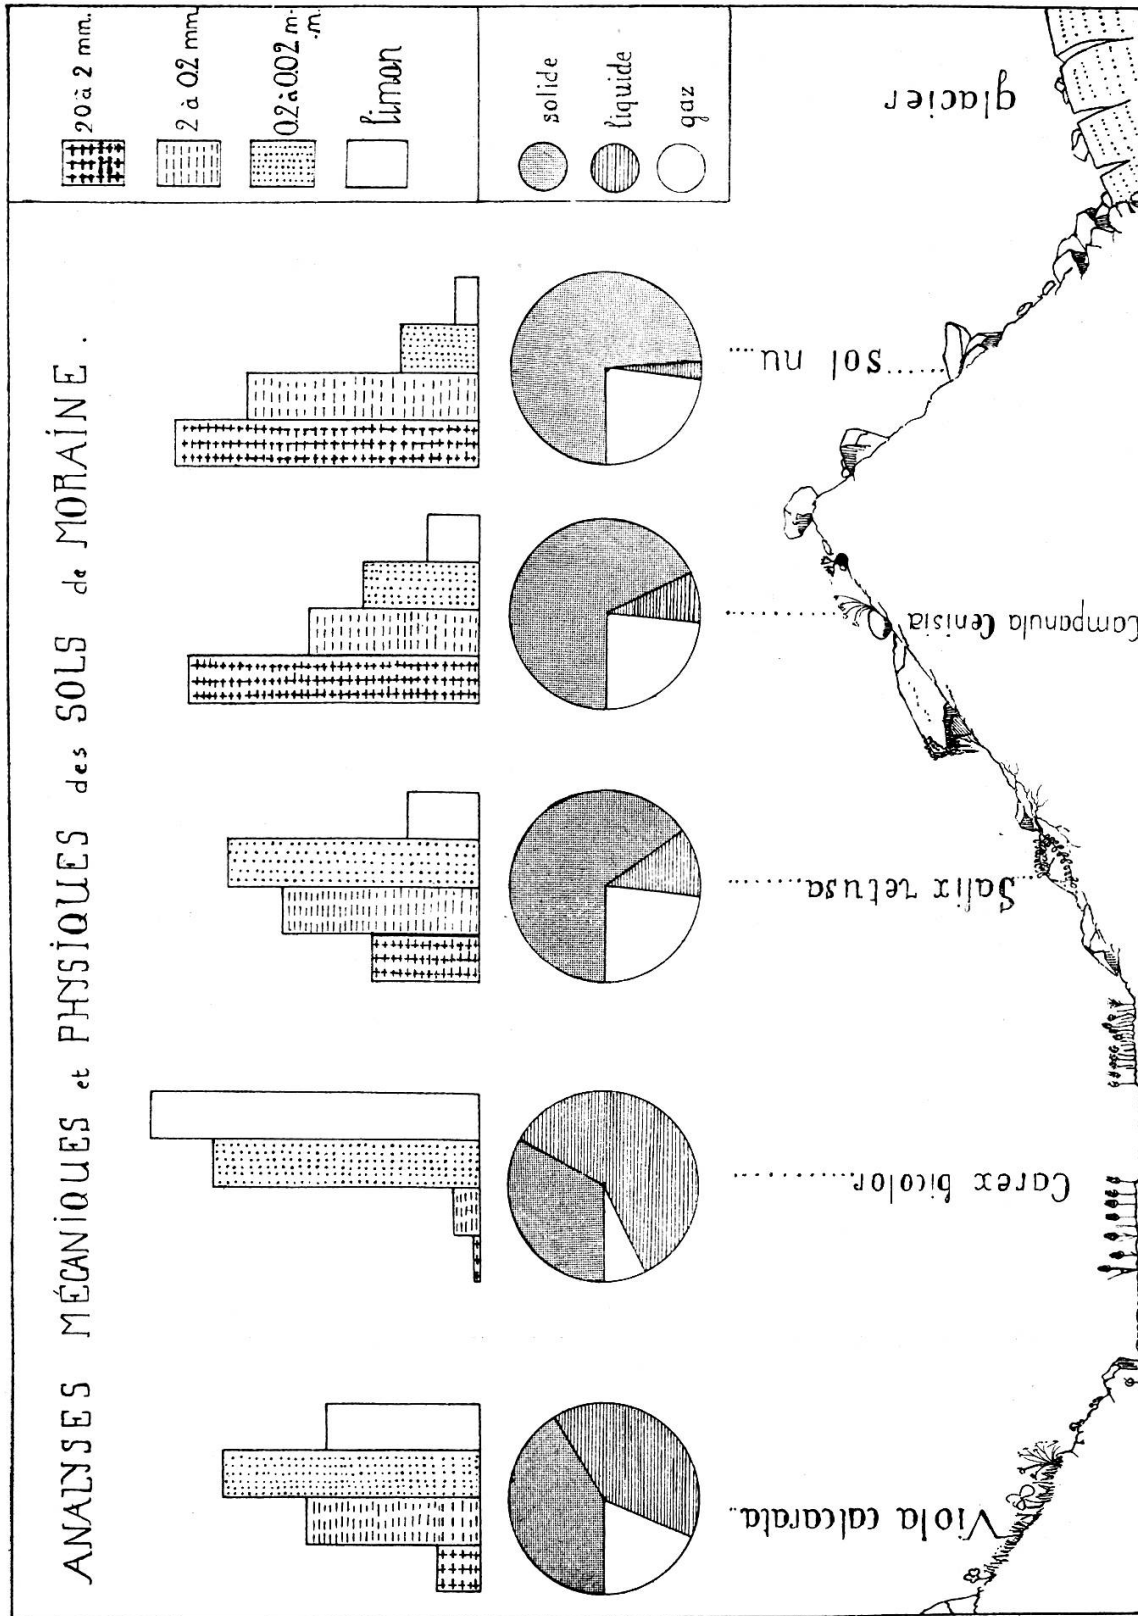 ANALYSES MÉCANIQUES et PHYSIQUES des SOLS de MORAINE.
20 à 2 mm.
2 à 0.2 mm
0.2 à 0.02 m.m.
limon
solide
liquide
gaz
Viola calcarata
Carex bicolor
Salix retusa
Campanula Cenisia
Sol nu
glacier